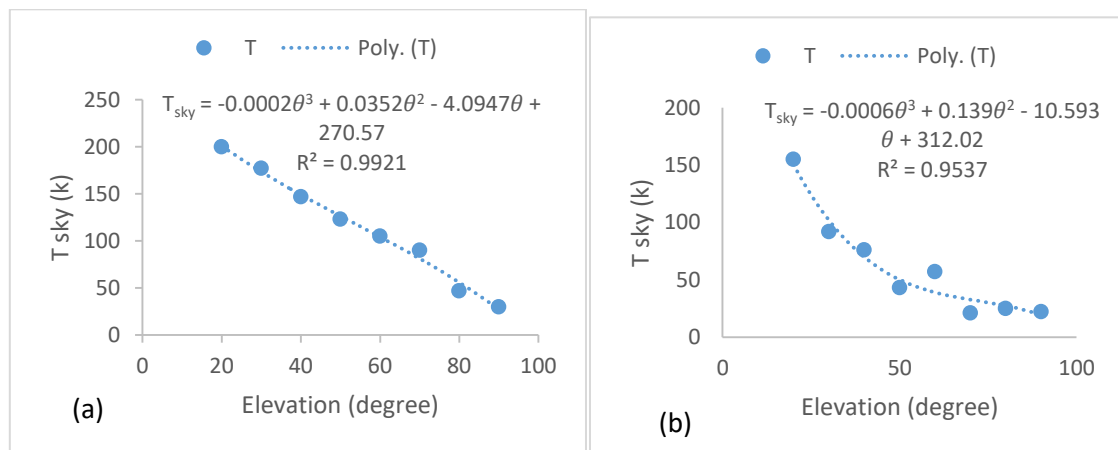 T Poly. (T)
T_sky = -0.0002𝜃³ + 0.0352𝜃² - 4.0947𝜃 +
270.57
R² = 0.9921
250
200
150
100
50
0
0 20 40 60 80 100
T sky (k)
Elevation (degree)
(a)
T Poly. (T)
T_sky = -0.0006𝜃³ + 0.139𝜃² - 10.593
𝜃 + 312.02
R² = 0.9537
200
150
100
50
0
0 50 100
T sky (k)
Elevation (degree)
(b)